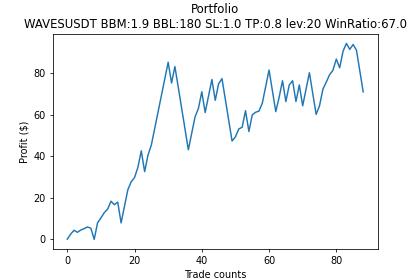 Portfolio
WAVESUSDT BBM:1.9 BBL:180 SL:1.0 TP:0.8 lev:20 WinRatio:67.0
80
60
40
20
0
Profit ($)
0 20 40 60 80
Trade counts